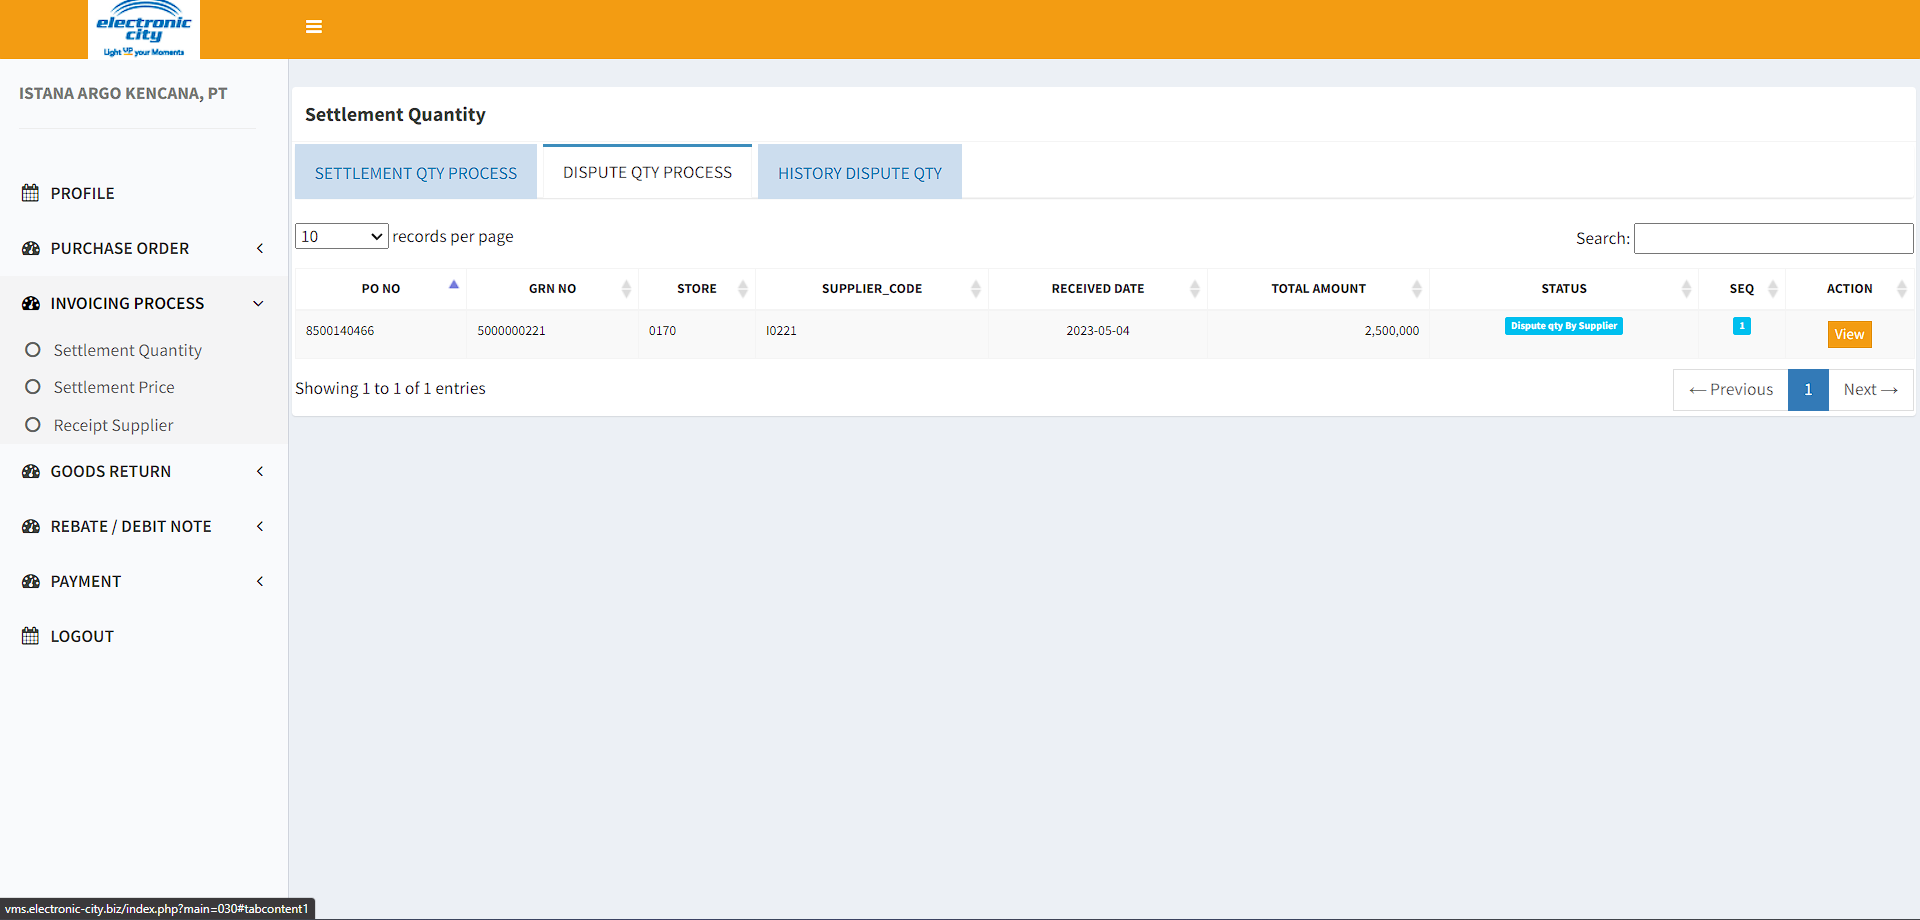 electronic
city
Light UP your Moments
ISTANA ARGO KENCANA, PT
PROFILE
PURCHASE ORDER
INVOICING PROCESS
Settlement Quantity
Settlement Price
Receipt Supplier
GOODS RETURN
REBATE / DEBIT NOTE
PAYMENT
LOGOUT
Settlement Quantity
SETTLEMENT QTY PROCESS DISPUTE QTY PROCESS HISTORY DISPUTE QTY
10 records per page Search:
PO NO GRN NO STORE SUPPLIER_CODE RECEIVED DATE TOTAL AMOUNT STATUS SEQ ACTION
8500140466 5000000221 0170 I0221 2023-05-04 2,500,000 Dispute qty By Supplier 1 View
Showing 1 to 1 of 1 entries ← Previous 1 Next →
vms.electronic-city.biz/index.php?main=030#tabcontent1